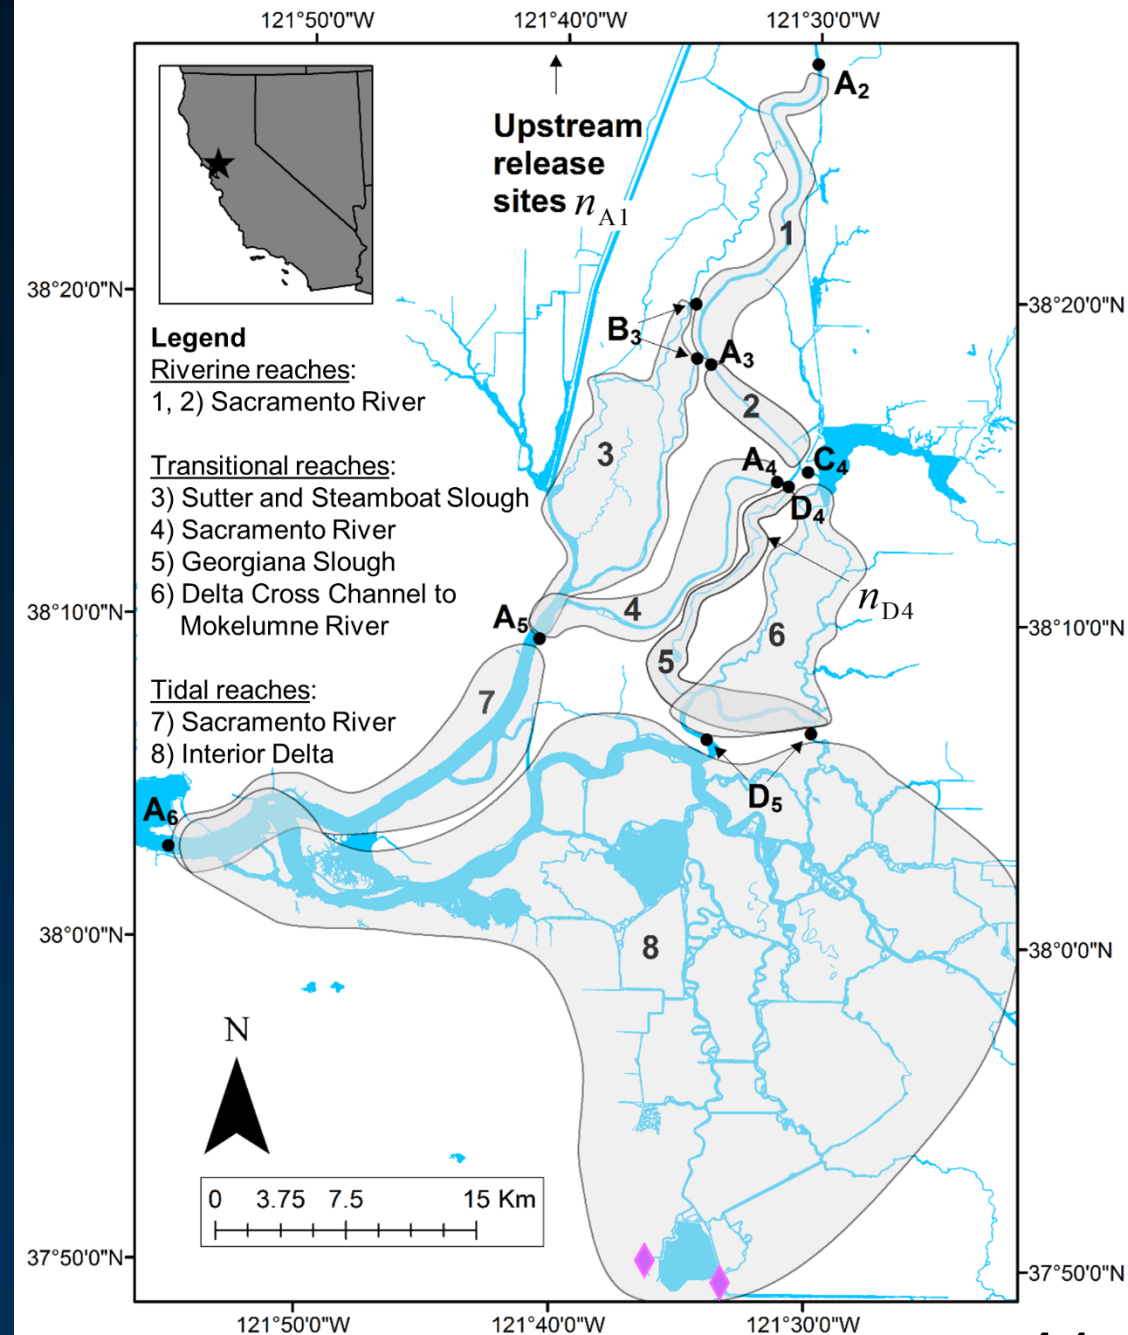 121°50'0"W
121°40'0"W
121°30'0"W
A2
Upstream
release
sites nA1
1
38°20'0"N
38°20'0"N
B3
A3
Legend
Riverine reaches:
1, 2) Sacramento River
2
Transitional reaches:
3) Sutter and Steamboat Slough
4) Sacramento River
5) Georgiana Slough
6) Delta Cross Channel to
Mokelumne River
3
A4
C4
D4
nD4
38°10'0"N
38°10'0"N
A5
4
5
6
Tidal reaches:
7) Sacramento River
8) Interior Delta
7
D5
A6
38°0'0"N
38°0'0"N
8
N
0 3.75 7.5 15 Km
37°50'0"N
37°50'0"N
121°50'0"W
121°40'0"W
121°30'0"W